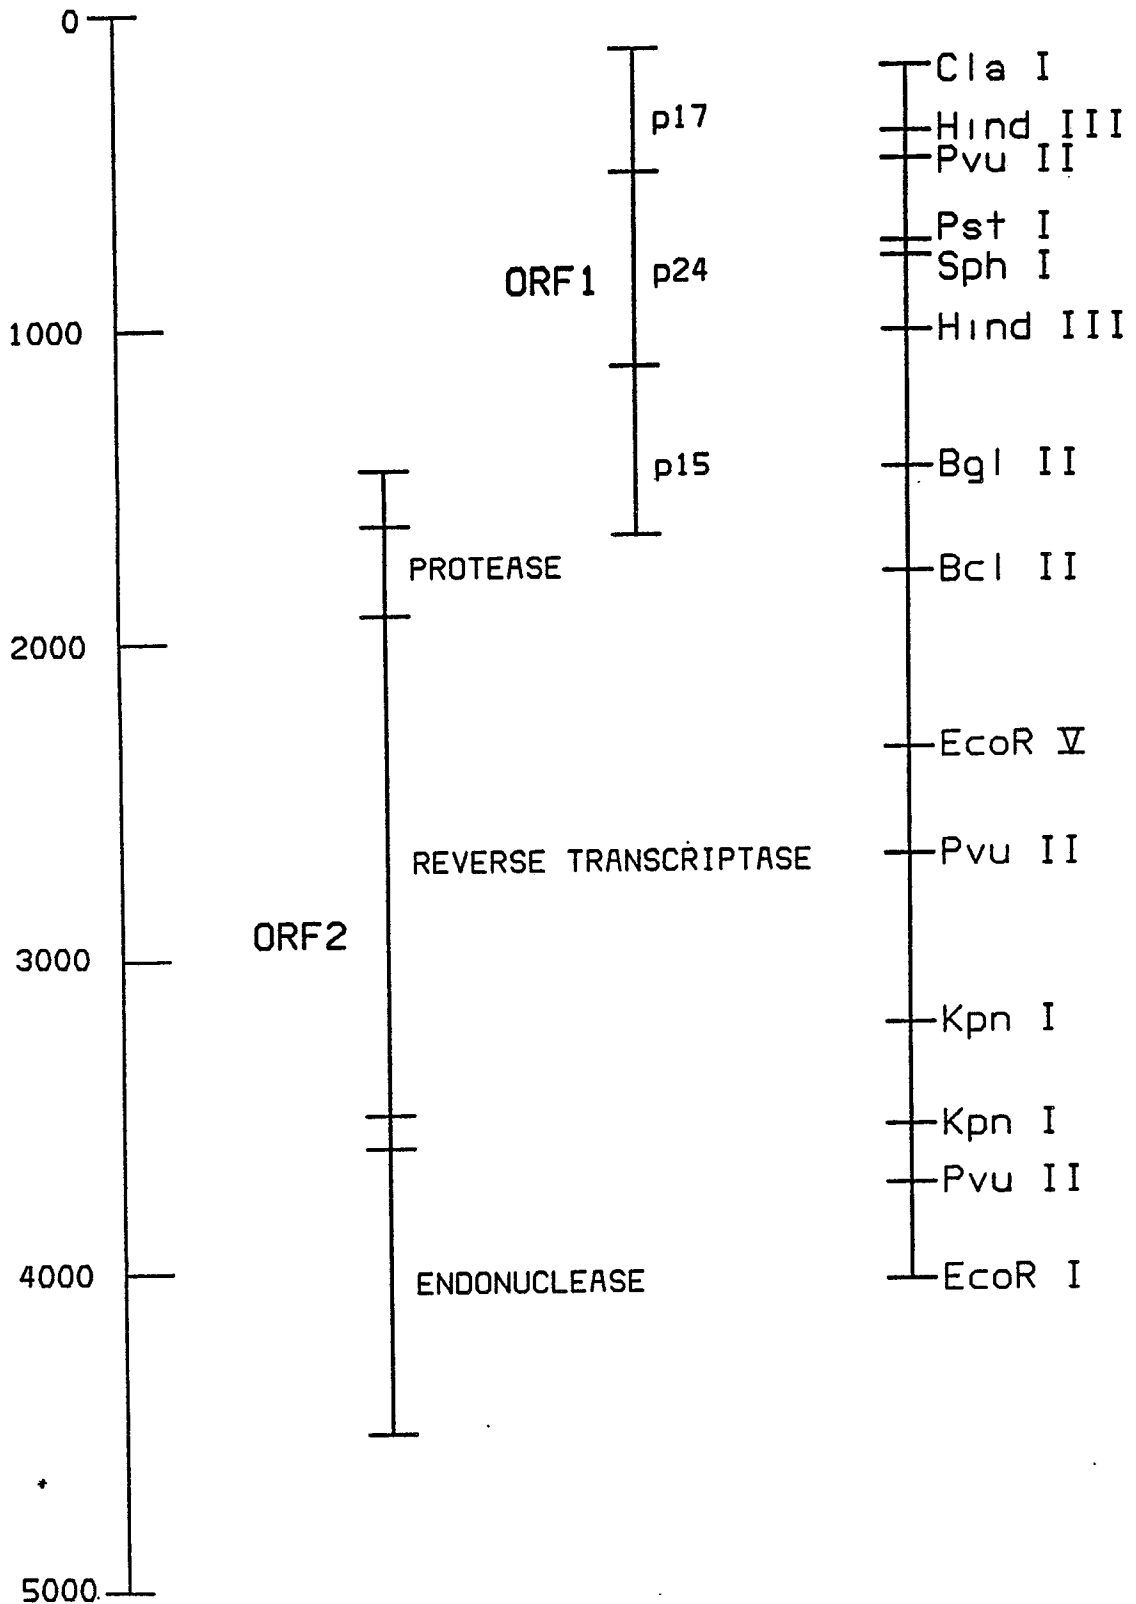 0
1000
2000
3000
4000
5000
ORF1
p17
p24
p15
ORF2
PROTEASE
REVERSE TRANSCRIPTASE
ENDONUCLEASE
Cla I
Hind III
Pvu II
Pst I
Sph I
Hind III
Bgl II
Bcl II
EcoR V
Pvu II
Kpn I
Kpn I
Pvu II
EcoR I